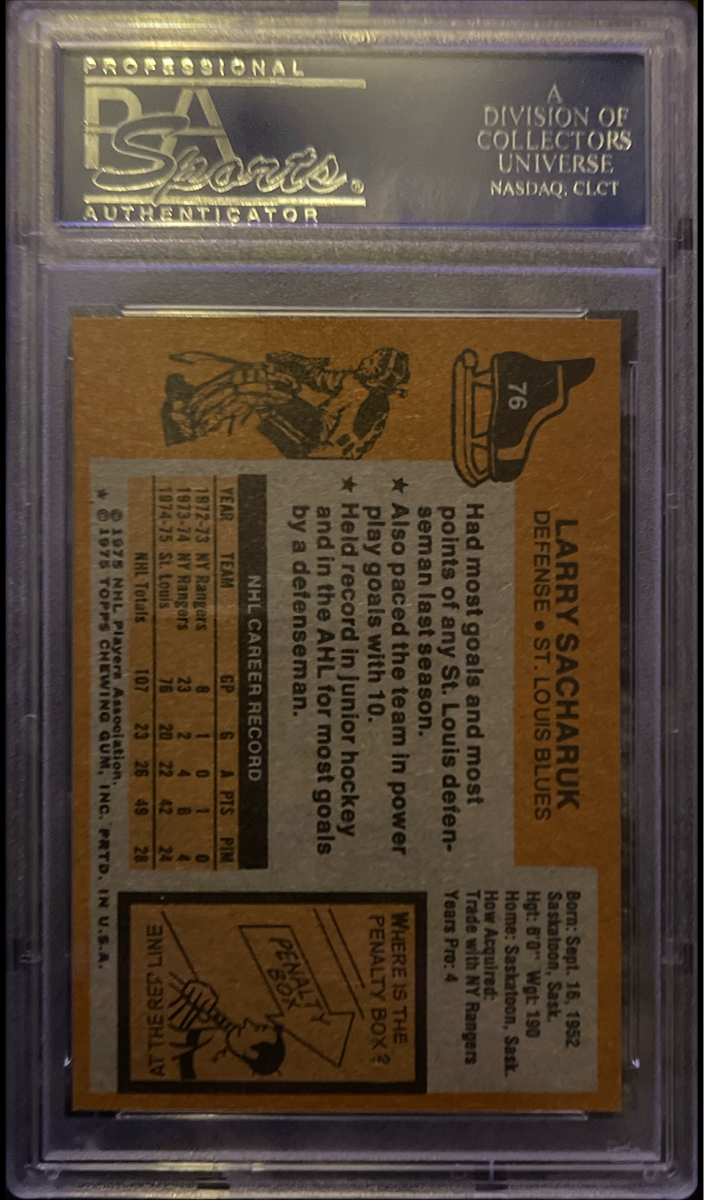 PROFESSIONAL
PSA
Sports®
AUTHENTICATOR
A
DIVISION OF
COLLECTORS
UNIVERSE
NASDAQ. CLCT
76
LARRY SACHARUK
DEFENSE • ST. LOUIS BLUES
Had most goals and most
points of any St. Louis defen-
seman last season.
★ Also paced the team in power
play goals with 10.
★ Held record in junior hockey
and in the AHL for most goals
by a defenseman.
NHL CAREER RECORD
YEAR TEAM GP G A PTS PIM
1972-73 NY Rangers 8 1 0 1 0
1973-74 NY Rangers 23 2 4 6 4
1974-75 St. Louis 76 20 22 42 24
NHL Totals 107 23 26 49 28
© 1975 NHL Players Association.
★ © 1975 TOPPS CHEWING GUM, INC. PRTD. IN U.S.A.
Born: Sept. 16, 1952
Saskatoon, Sask.
Hgt: 6'0" Wgt: 190
Home: Saskatoon, Sask.
How Acquired:
Trade with NY Rangers
Years Pro: 4
WHERE IS THE
PENALTY BOX?
PENALTY
BOX
AT THE RED LINE